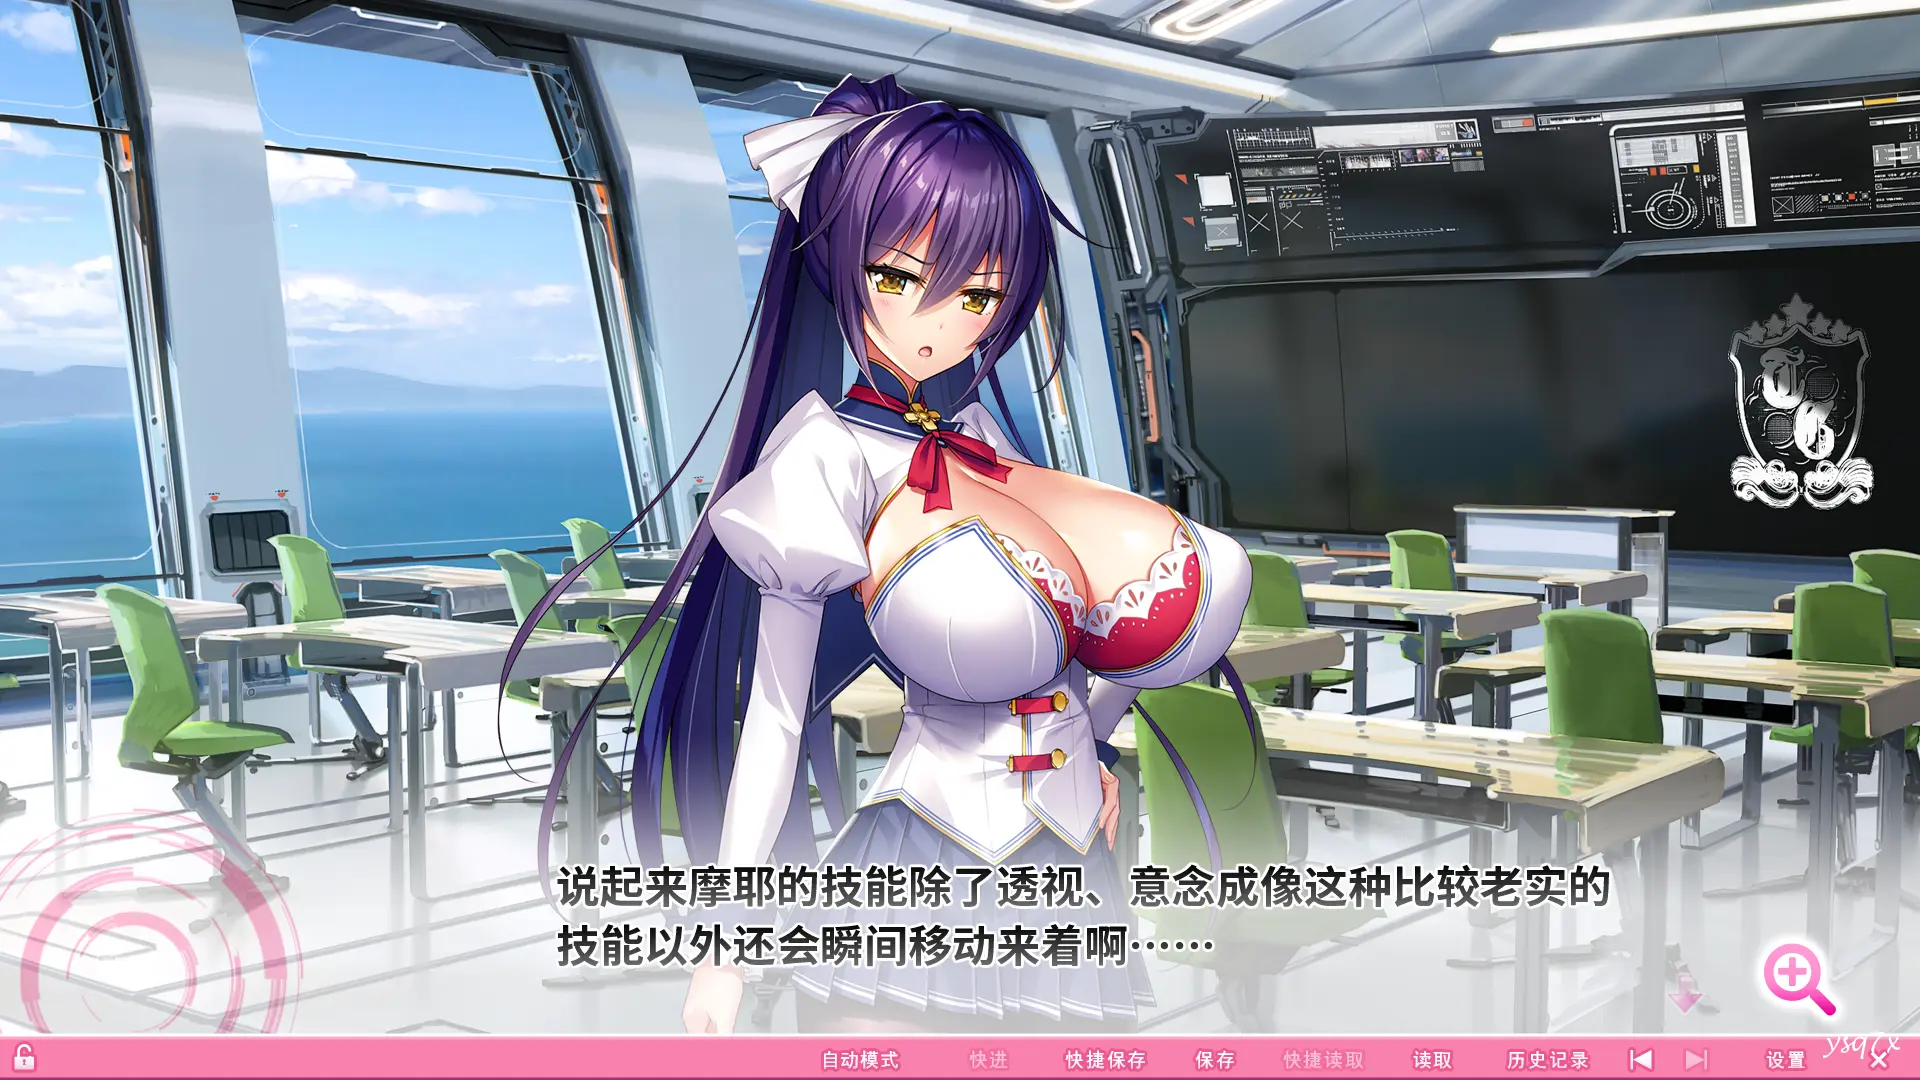 说起来摩耶的技能除了透视、意念成像这种比较老实的
技能以外还会瞬间移动来着啊……
自动模式 快进 快捷保存 保存 快捷读取 读取 历史记录 设置
ysq7x